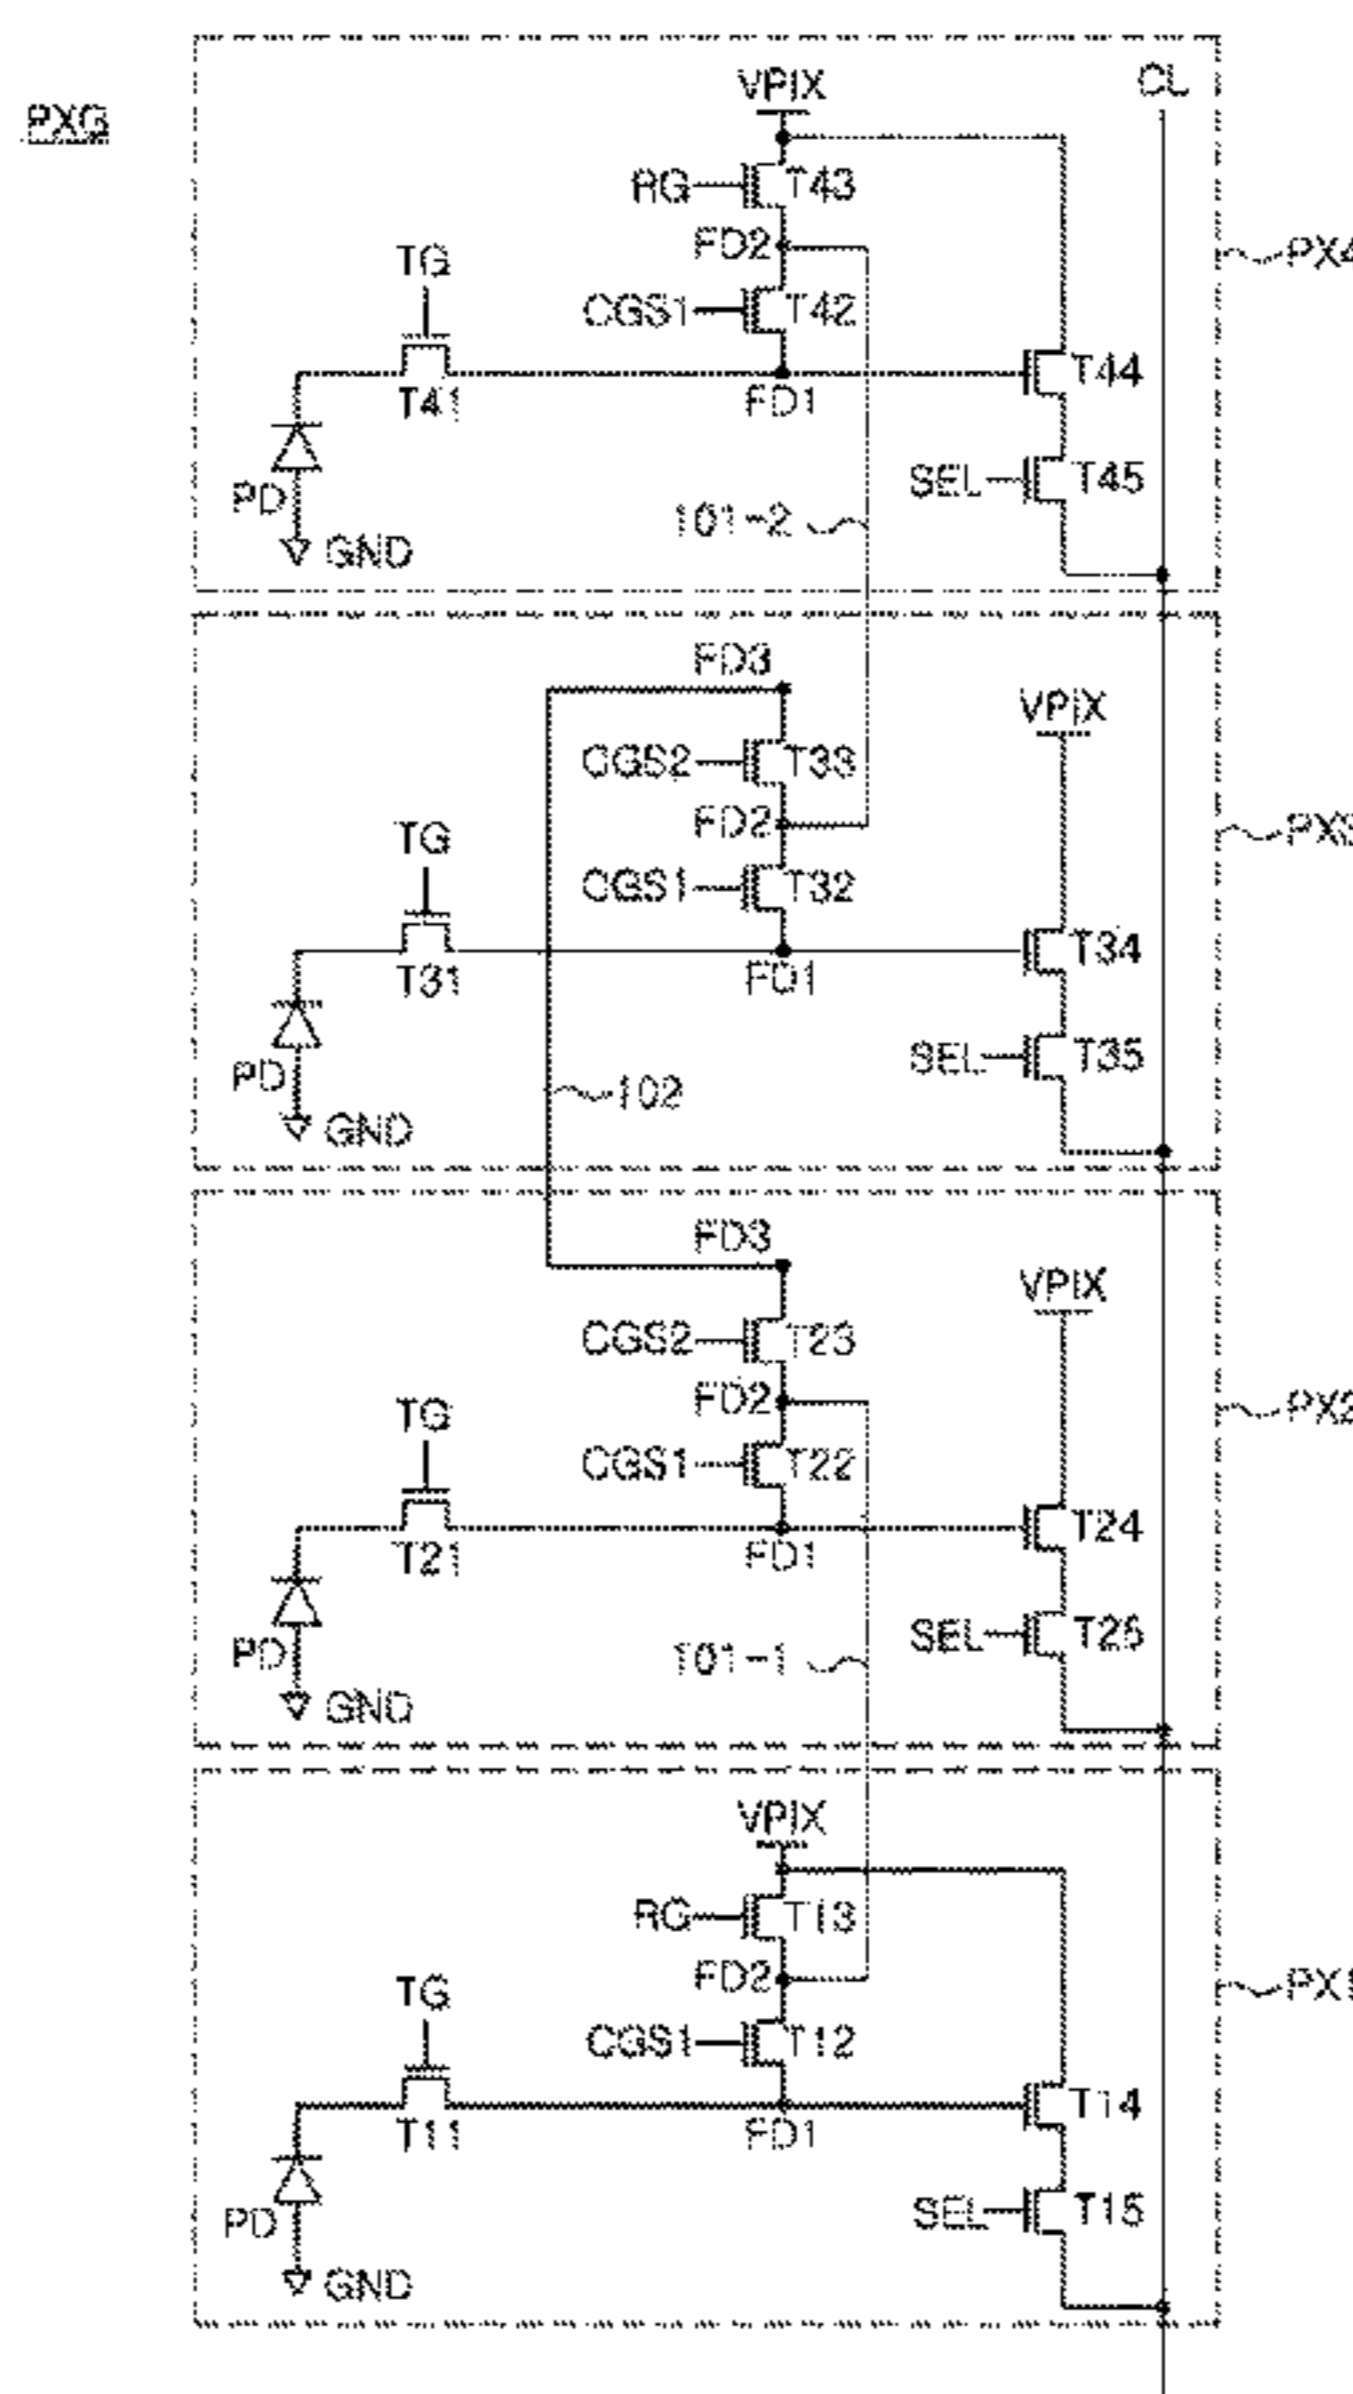 PXG
VPIX
CL
RG
T43
FD2
PX4
TG
CGS1
T42
T44
T41
FD1
PD
SEL
T45
101-2
GND
FD3
VPIX
CGS2
T33
FD2
TG
CGS1
T32
T34
T31
FD1
PD
SEL
T35
102
GND
FD3
VPIX
CGS2
T23
FD2
TG
CGS1
T22
T24
T21
FD1
PD
SEL
T25
101-1
GND
VPIX
RG
T13
FD2
TG
CGS1
T12
T14
T11
FD1
PD
SEL
T15
GND